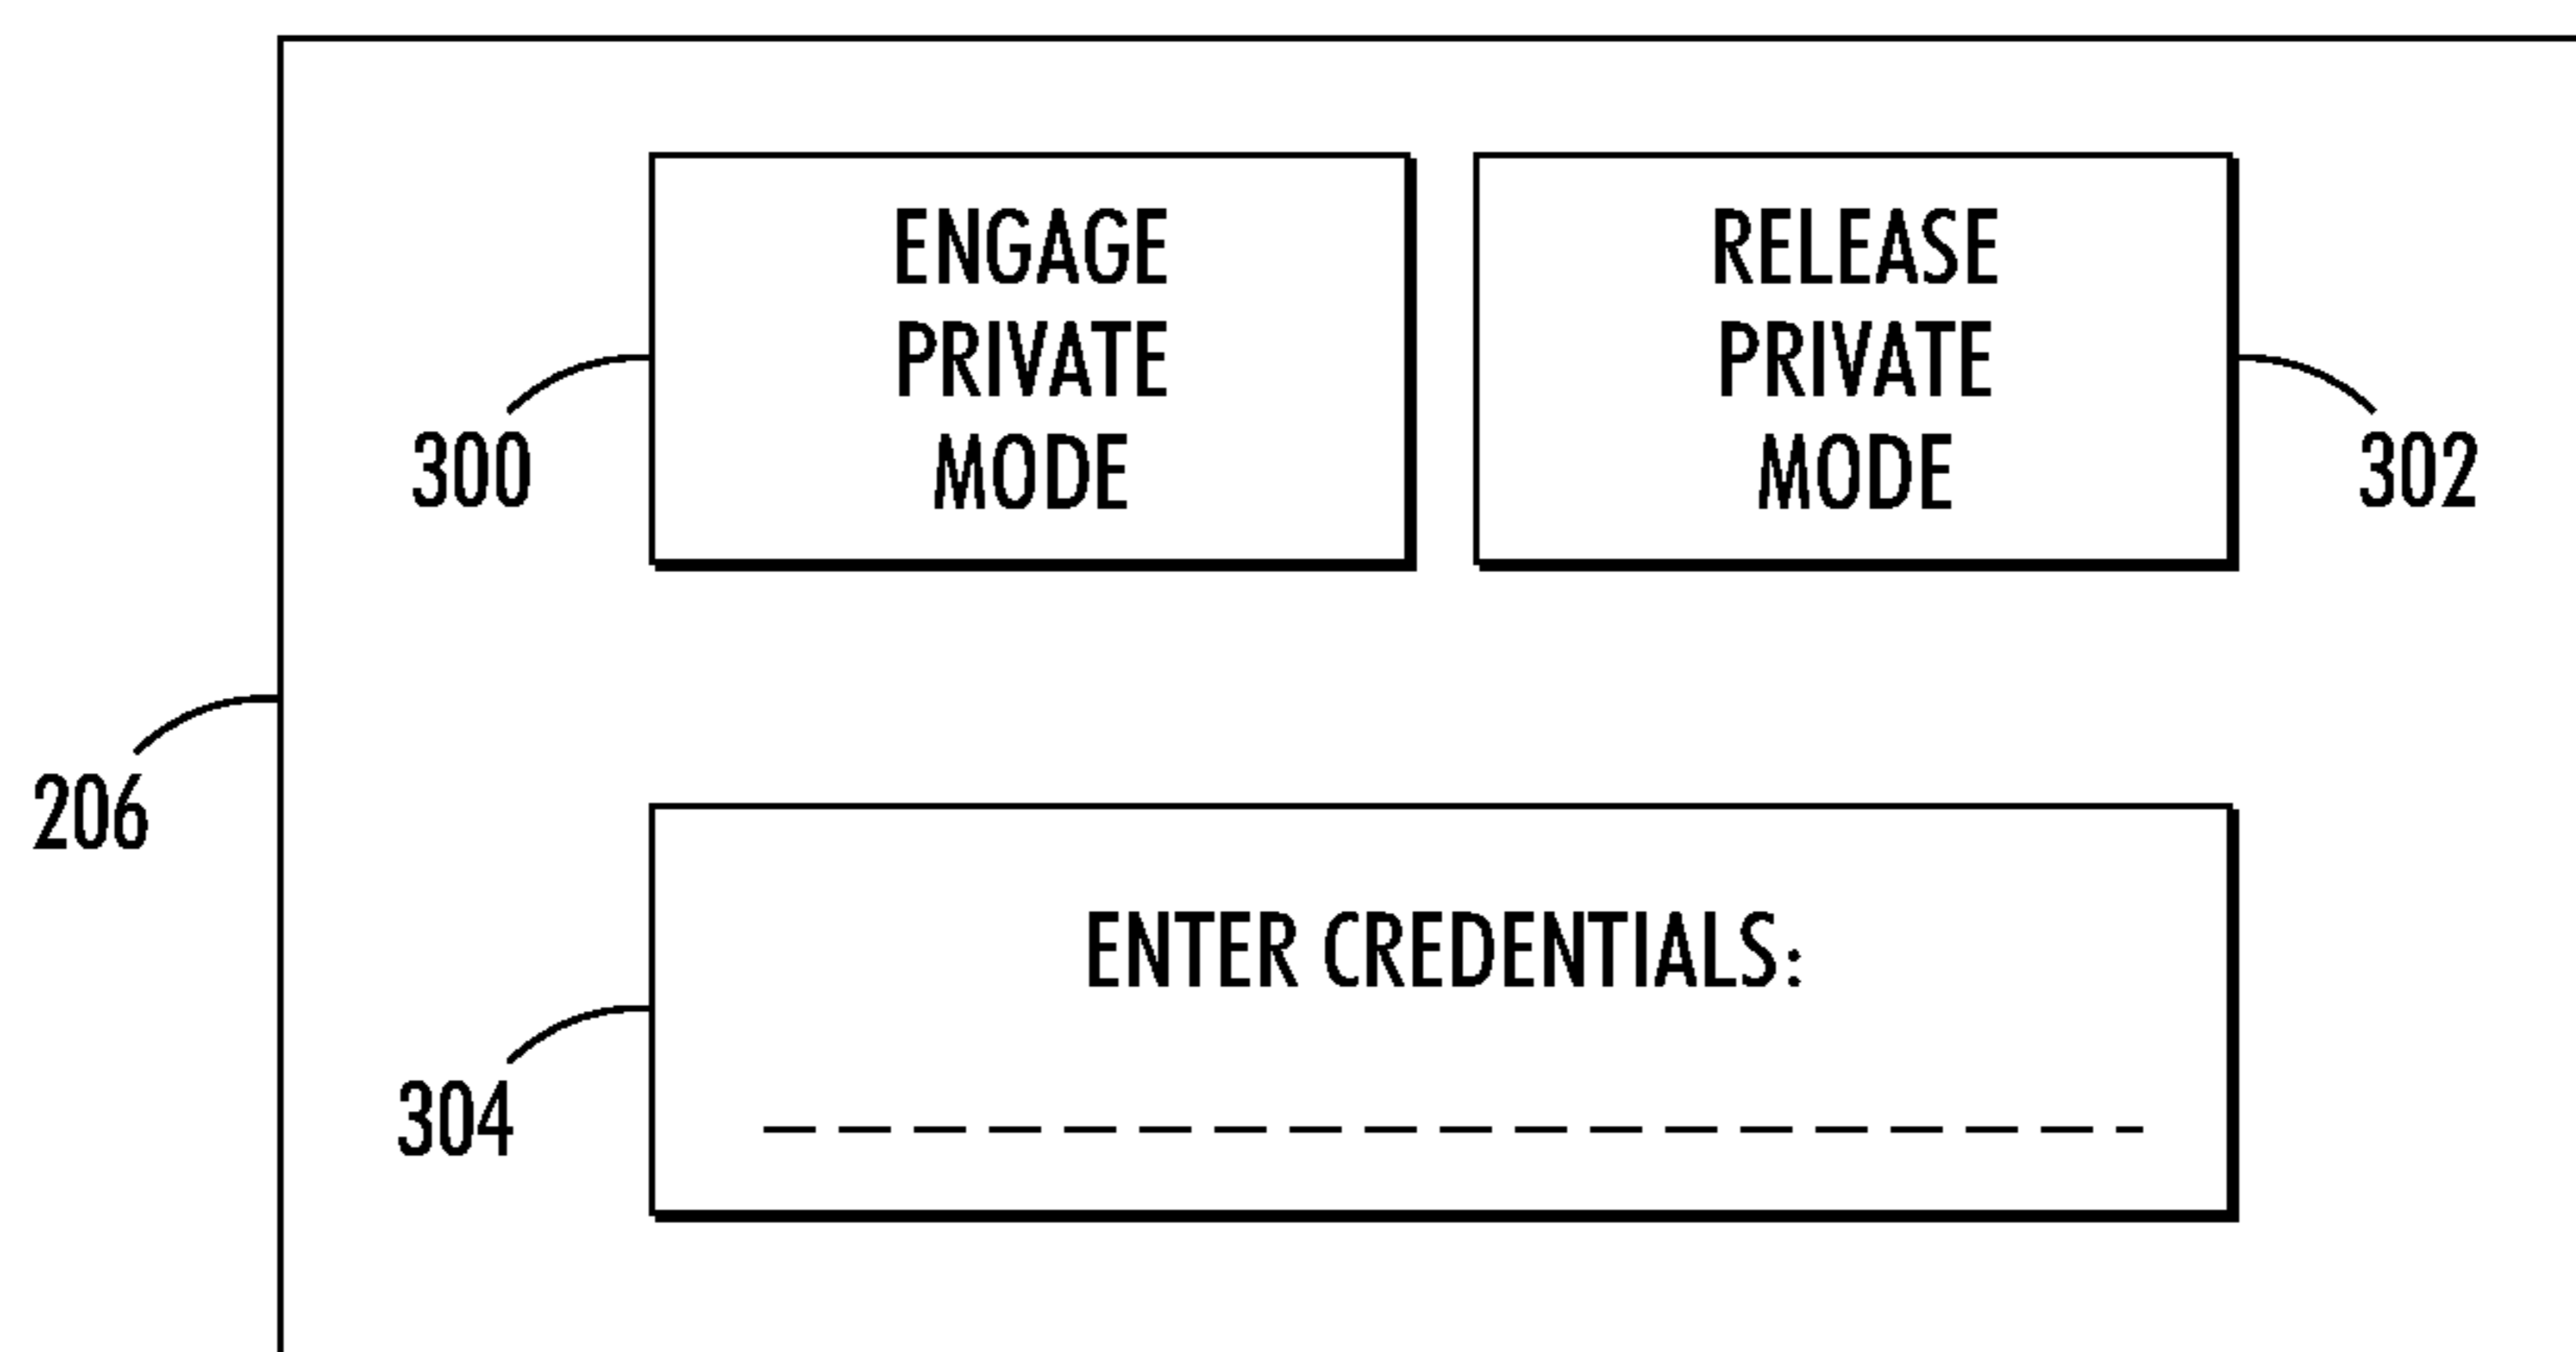 ENGAGE
PRIVATE
MODE
300
RELEASE
PRIVATE
MODE
302
206
ENTER CREDENTIALS:
304